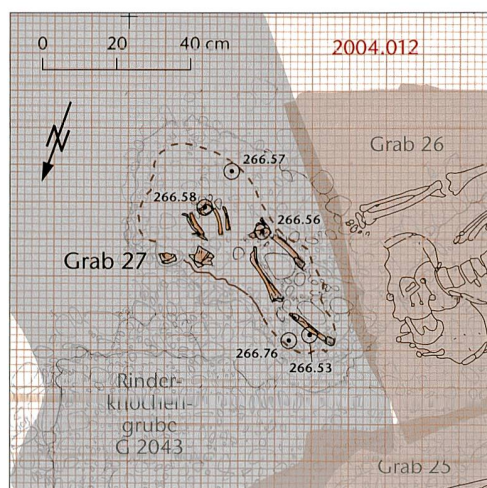 0 20 40 cm
2004.012
N
Grab 26
266.57
266.58
266.56
Grab 27
266.76
266.53
Rinder-
knochen-
grube
G 2043
Grab 25